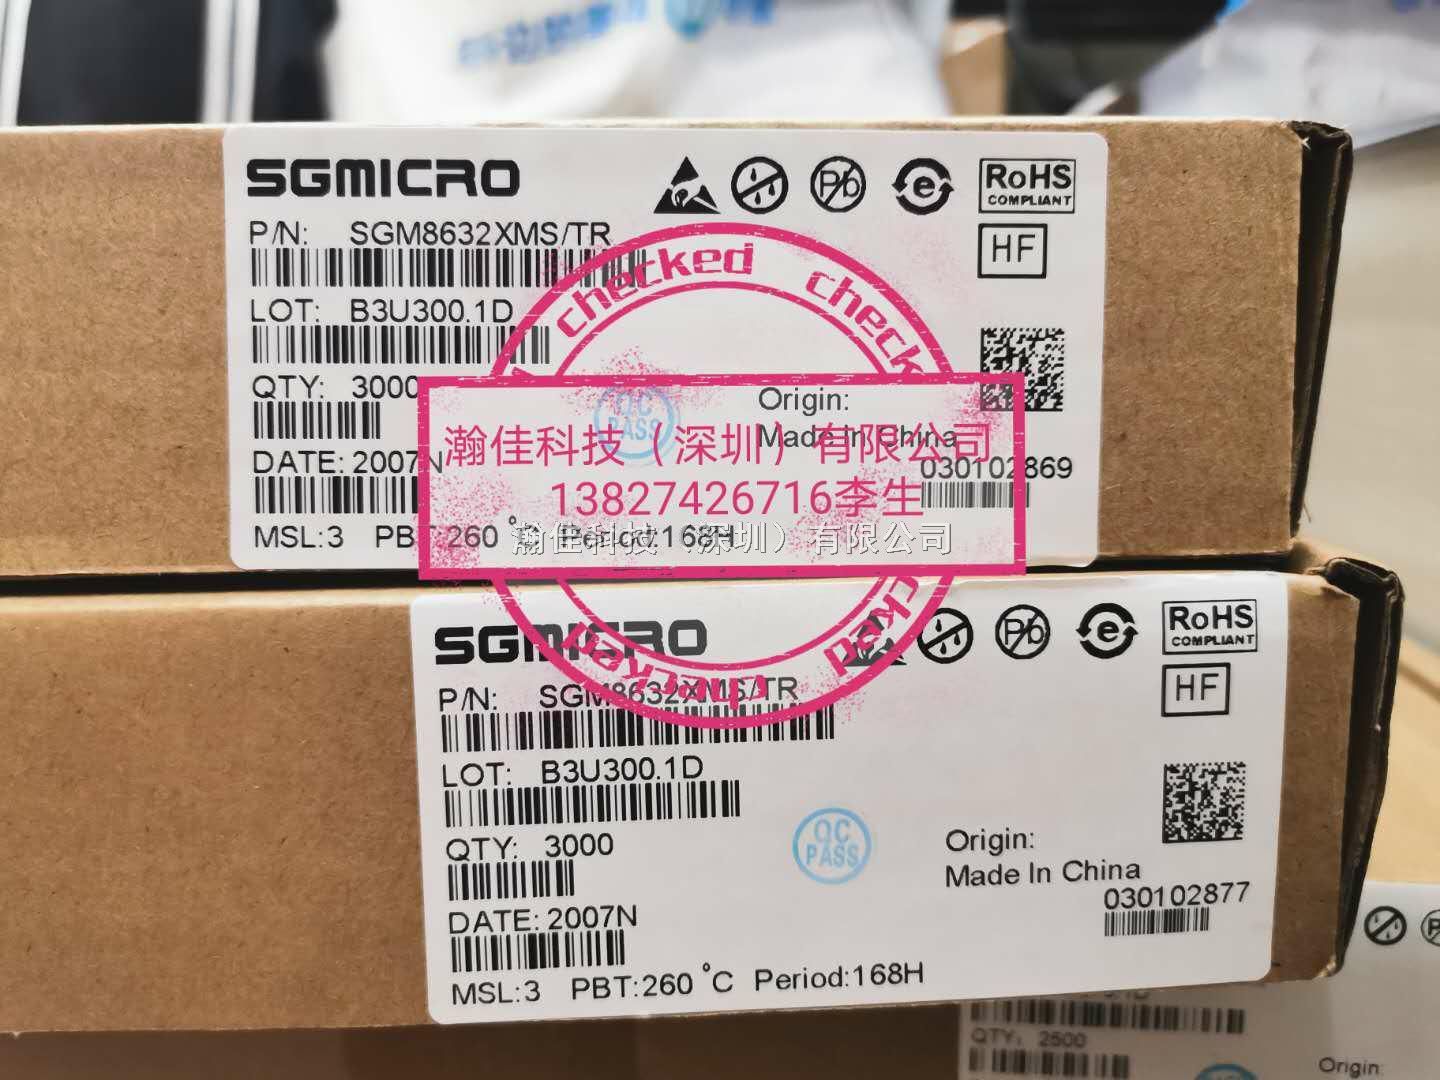 SGMICRO
RoHS
COMPLIANT
HF
P/N: SGM8632XMS/TR
LOT: B3U300.1D
QTY: 3000
DATE: 2007N
MSL:3 PBT:260 °C Period:168H
QC
PASS
Origin:
Made In China
030102869
checked checked
瀚佳科技（深圳）有限公司
13827426716李生
瀚佳科技（深圳）有限公司
checked checked
SGMICRO
Pb
e
RoHS
COMPLIANT
HF
P/N: SGM8632XMS/TR
LOT: B3U300.1D
QTY: 3000
DATE: 2007N
MSL:3 PBT:260 °C Period:168H
QC
PASS
Origin:
Made In China
030102877
QTY: 2500
Origin: